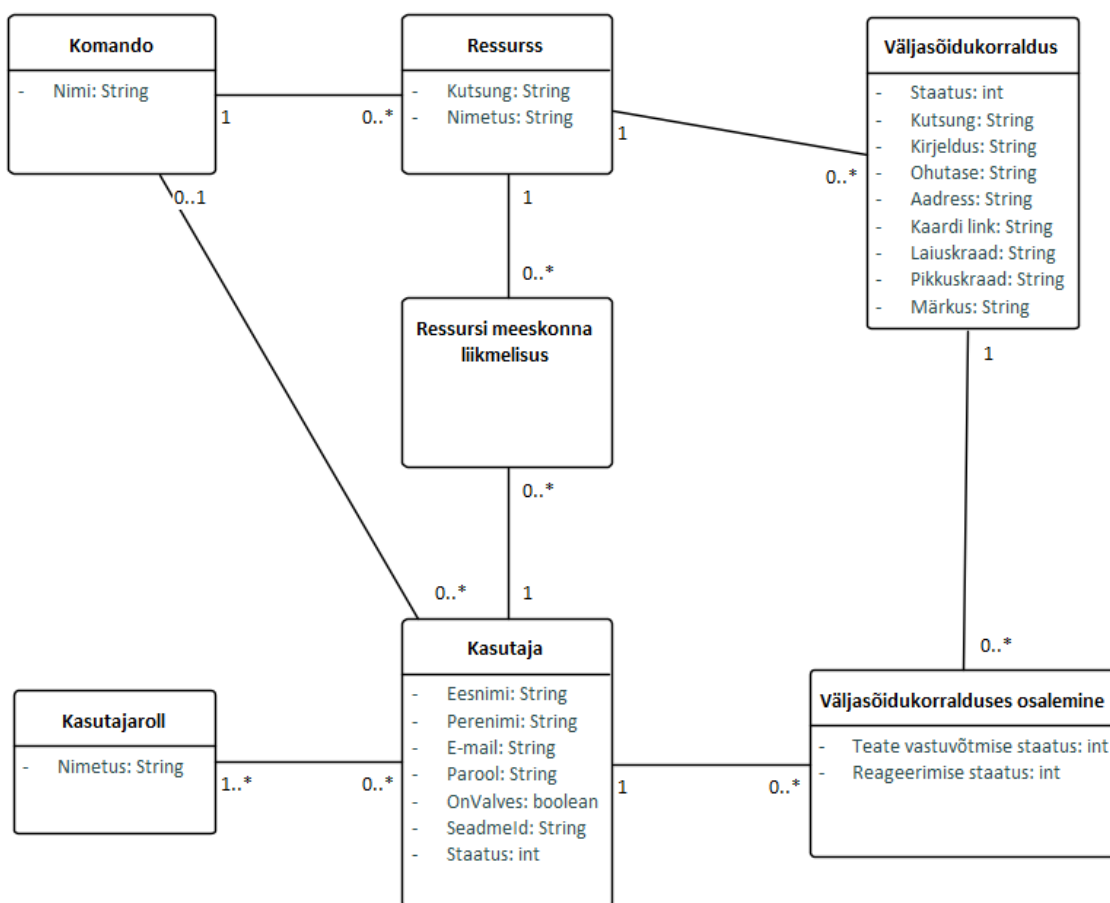 Komando
- Nimi: String
1
0..*
0..1
Ressurss
- Kutsung: String
- Nimetus: String
1
0..*
1
0..*
Väljasõidukorraldus
- Staatus: int
- Kutsung: String
- Kirjeldus: String
- Ohutase: String
- Aadress: String
- Kaardi link: String
- Laiuskraad: String
- Pikkuskraad: String
- Märkus: String
1
0..*
Ressursi meeskonna
liikmelisus
0..*
0..*
1
Kasutaja
- Eesnimi: String
- Perenimi: String
- E-mail: String
- Parool: String
- OnValves: boolean
- SeadmeId: String
- Staatus: int
Kasutajaroll
- Nimetus: String
1..*
0..*
1
0..*
Väljasõidukorralduses osalemine
- Teate vastuvõtmise staatus: int
- Reageerimise staatus: int